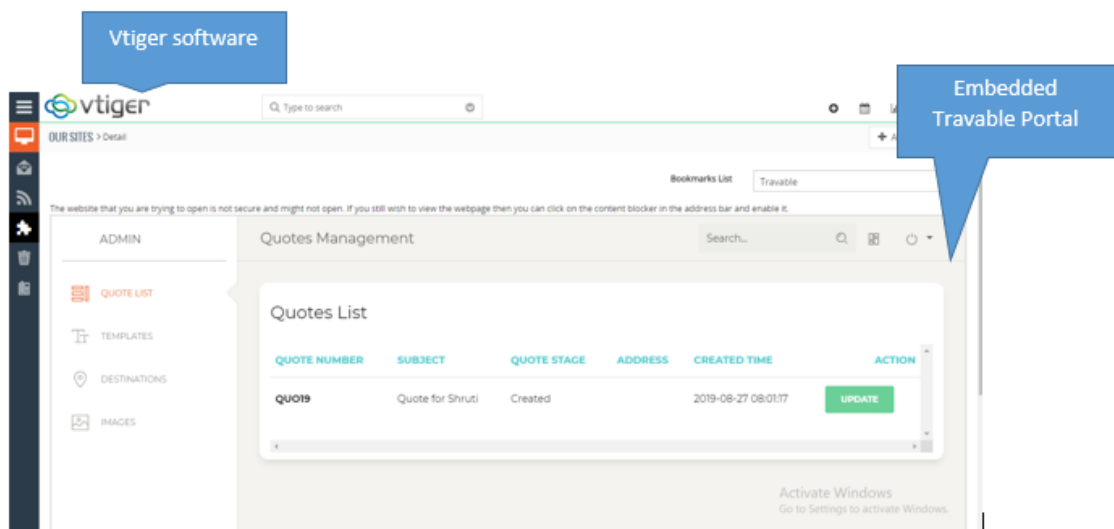 Vtiger software
Embedded
Travable Portal
vtiger
Type to search
OUR SITES > Detail
Bookmarks List
Travable
The website that you are trying to open is not secure and might not open. If you still wish to view the webpage then you can click on the content blocker in the address bar and enable it.
ADMIN
Quotes Management
Search...
QUOTE LIST
TEMPLATES
DESTINATIONS
IMAGES
Quotes List
QUOTE NUMBER SUBJECT QUOTE STAGE ADDRESS CREATED TIME ACTION
QUO19 Quote for Shruti Created 2019-08-27 08:01:17 UPDATE
Activate Windows
Go to Settings to activate Windows.